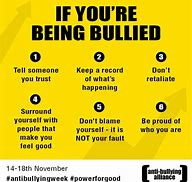 IF YOU'RE
BEING BULLIED
1
Tell someone
you trust
2
Keep a record
of what's
happening
3
Don't
retaliate
4
Surround
yourself with
people that
make you
feel good
5
Don't blame
yourself - it is
NOT your fault
6
Be proud of
who you are
14-18th November
#antibullyingweek #powerforgood
anti-bullying
alliance